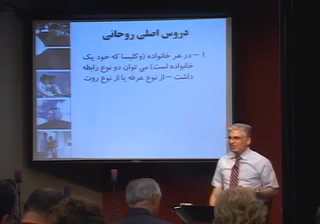 دروس اصلی روحانی
۱ – در هر خانواده (وکلیسا که خود یک
خانواده است) می توان دو نوع رابطه
داشت – از نوع عرفه یا از نوع روت